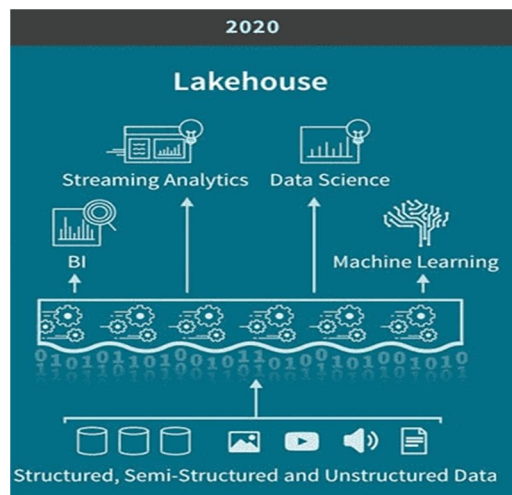 2020
Lakehouse
Streaming Analytics Data Science
BI
Machine Learning
Structured, Semi-Structured and Unstructured Data